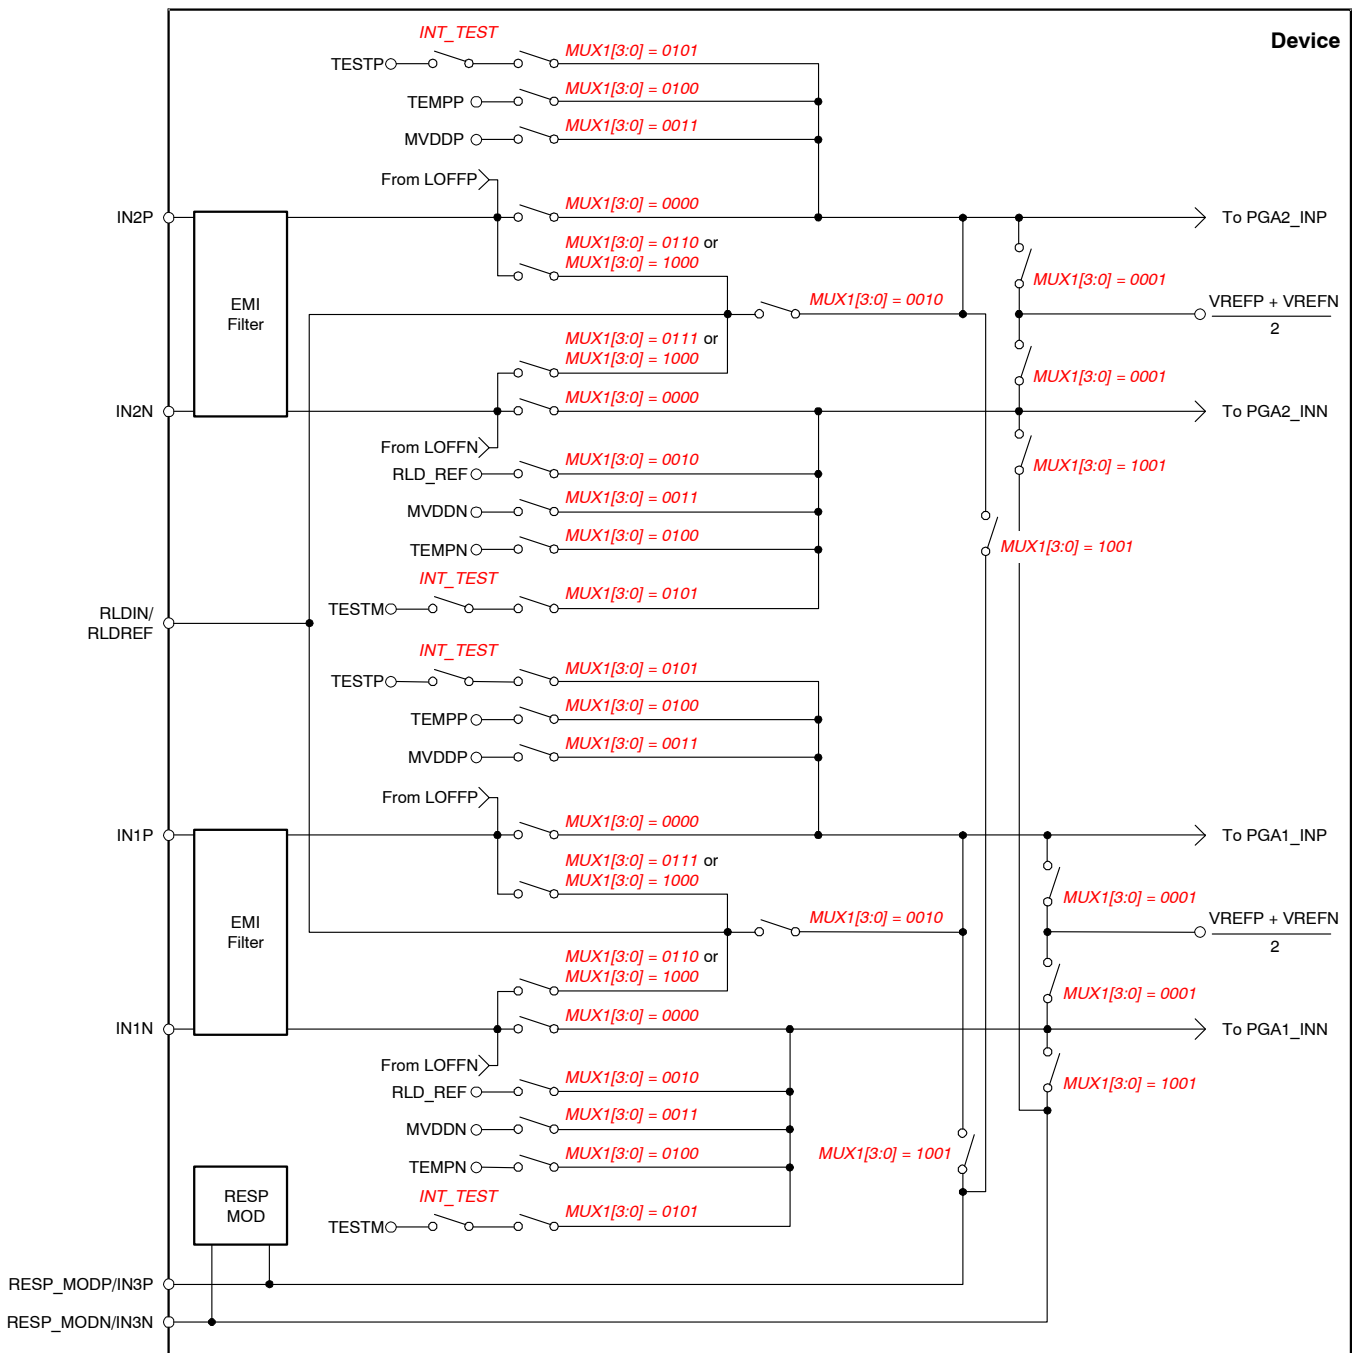 Device
INT_TEST
MUX1[3:0] = 0101
TESTP
MUX1[3:0] = 0100
TEMPP
MUX1[3:0] = 0011
MVDDP
From LOFFP
IN2P
MUX1[3:0] = 0000
To PGA2_INP
MUX1[3:0] = 0110 or
MUX1[3:0] = 1000
MUX1[3:0] = 0001
EMI
Filter
MUX1[3:0] = 0010
VREFP + VREFN
2
MUX1[3:0] = 0111 or
MUX1[3:0] = 1000
MUX1[3:0] = 0001
IN2N
MUX1[3:0] = 0000
To PGA2_INN
From LOFFN
MUX1[3:0] = 0010
RLD_REF
MUX1[3:0] = 1001
MUX1[3:0] = 0011
MVDDN
MUX1[3:0] = 0100
TEMPN
MUX1[3:0] = 1001
INT_TEST
MUX1[3:0] = 0101
TESTM
RLDIN/
RLDREF
INT_TEST
MUX1[3:0] = 0101
TESTP
MUX1[3:0] = 0100
TEMPP
MUX1[3:0] = 0011
MVDDP
From LOFFP
IN1P
MUX1[3:0] = 0000
To PGA1_INP
MUX1[3:0] = 0111 or
MUX1[3:0] = 1000
MUX1[3:0] = 0001
EMI
Filter
MUX1[3:0] = 0010
VREFP + VREFN
2
MUX1[3:0] = 0110 or
MUX1[3:0] = 1000
MUX1[3:0] = 0001
IN1N
MUX1[3:0] = 0000
To PGA1_INN
From LOFFN
MUX1[3:0] = 0010
RLD_REF
MUX1[3:0] = 1001
MUX1[3:0] = 0011
MVDDN
MUX1[3:0] = 0100
TEMPN
MUX1[3:0] = 1001
RESP
MOD
INT_TEST
MUX1[3:0] = 0101
TESTM
RESP_MODP/IN3P
RESP_MODN/IN3N